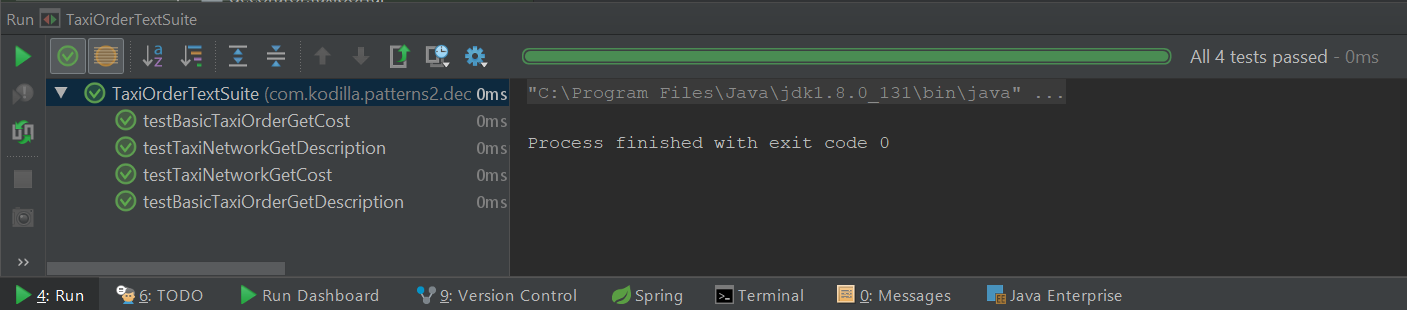 Run TaxiOrderTextSuite
All 4 tests passed - 0ms
TaxiOrderTextSuite (com.kodilla.patterns2.dec 0ms
testBasicTaxiOrderGetCost 0ms
testTaxiNetworkGetDescription 0ms
testTaxiNetworkGetCost 0ms
testBasicTaxiOrderGetDescription 0ms
"C:\Program Files\Java\jdk1.8.0_131\bin\java" ...
Process finished with exit code 0
4: Run 6: TODO Run Dashboard 9: Version Control Spring Terminal 0: Messages Java Enterprise